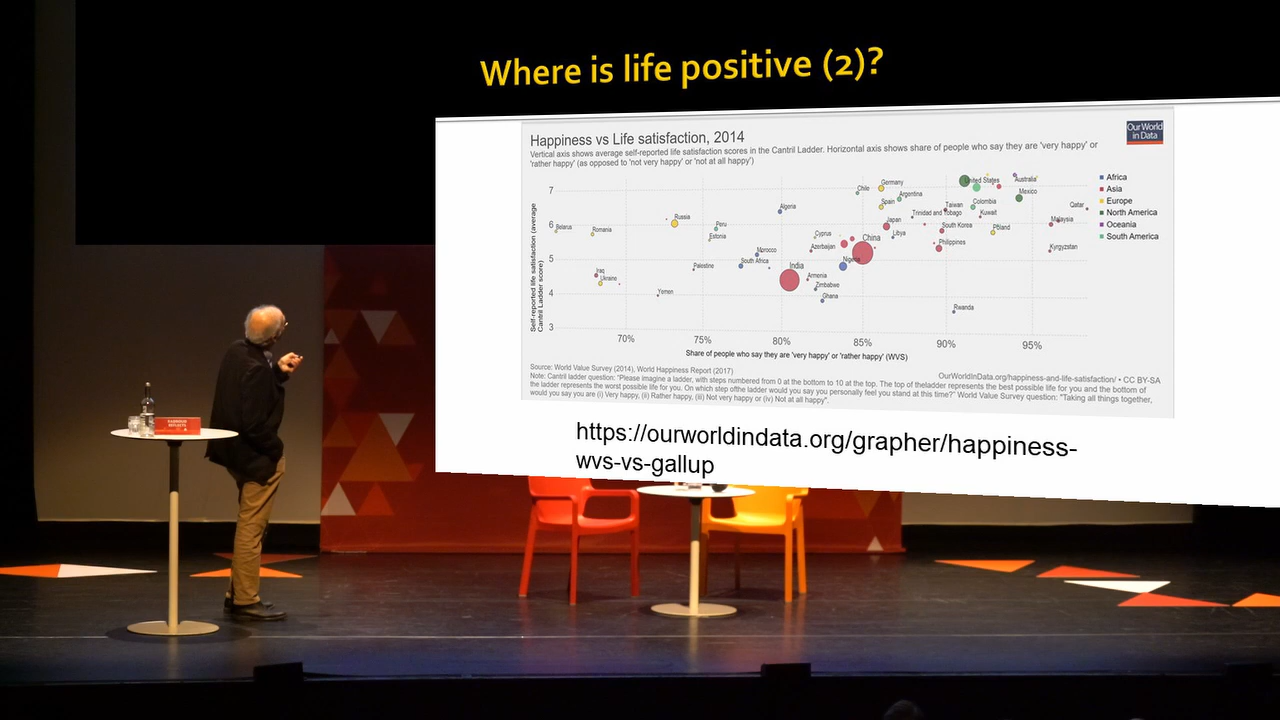 Where is life positive (2)?
Happiness vs Life satisfaction, 2014
Our World
in Data
Vertical axis shows average self-reported life satisfaction scores in the Cantril Ladder. Horizontal axis shows share of people who say they are 'very happy' or
'rather happy' (as opposed to 'not very happy' or 'not at all happy')
Self-reported life satisfaction (average
Cantril Ladder score)
7
6
5
4
3
Chile
Germany
United States
Australia
Spain
Argentina
Mexico
Algeria
Taiwan
Colombia
Qatar
Russia
Trinidad and Tobago
Kuwait
Belarus
Romania
Peru
Estonia
Cyprus
Japan
Libya
South Korea
Poland
Malaysia
Morocco
Azerbaijan
China
Philippines
Kyrgyzstan
Palestine
South Africa
India
Nigeria
Iraq
Ukraine
Armenia
Zimbabwe
Yemen
Ghana
Rwanda
Africa
Asia
Europe
North America
Oceania
South America
70%
75%
80%
85%
90%
95%
Share of people who say they are 'very happy' or 'rather happy' (WVS)
Source: World Value Survey (2014), World Happiness Report (2017)
OurWorldInData.org/happiness-and-life-satisfaction/ • CC BY-SA
Note: Cantril ladder question: "Please imagine a ladder, with steps numbered from 0 at the bottom to 10 at the top. The top of theladder represents the best possible life for you and the bottom of
the ladder represents the worst possible life for you. On which step ofthe ladder would you say you personally feel you stand at this time?" World Value Survey question: "Taking all things together,
would you say you are (i) Very happy, (ii) Rather happy, (iii) Not very happy or (iv) Not at all happy".
https://ourworldindata.org/grapher/happiness-
wvs-vs-gallup